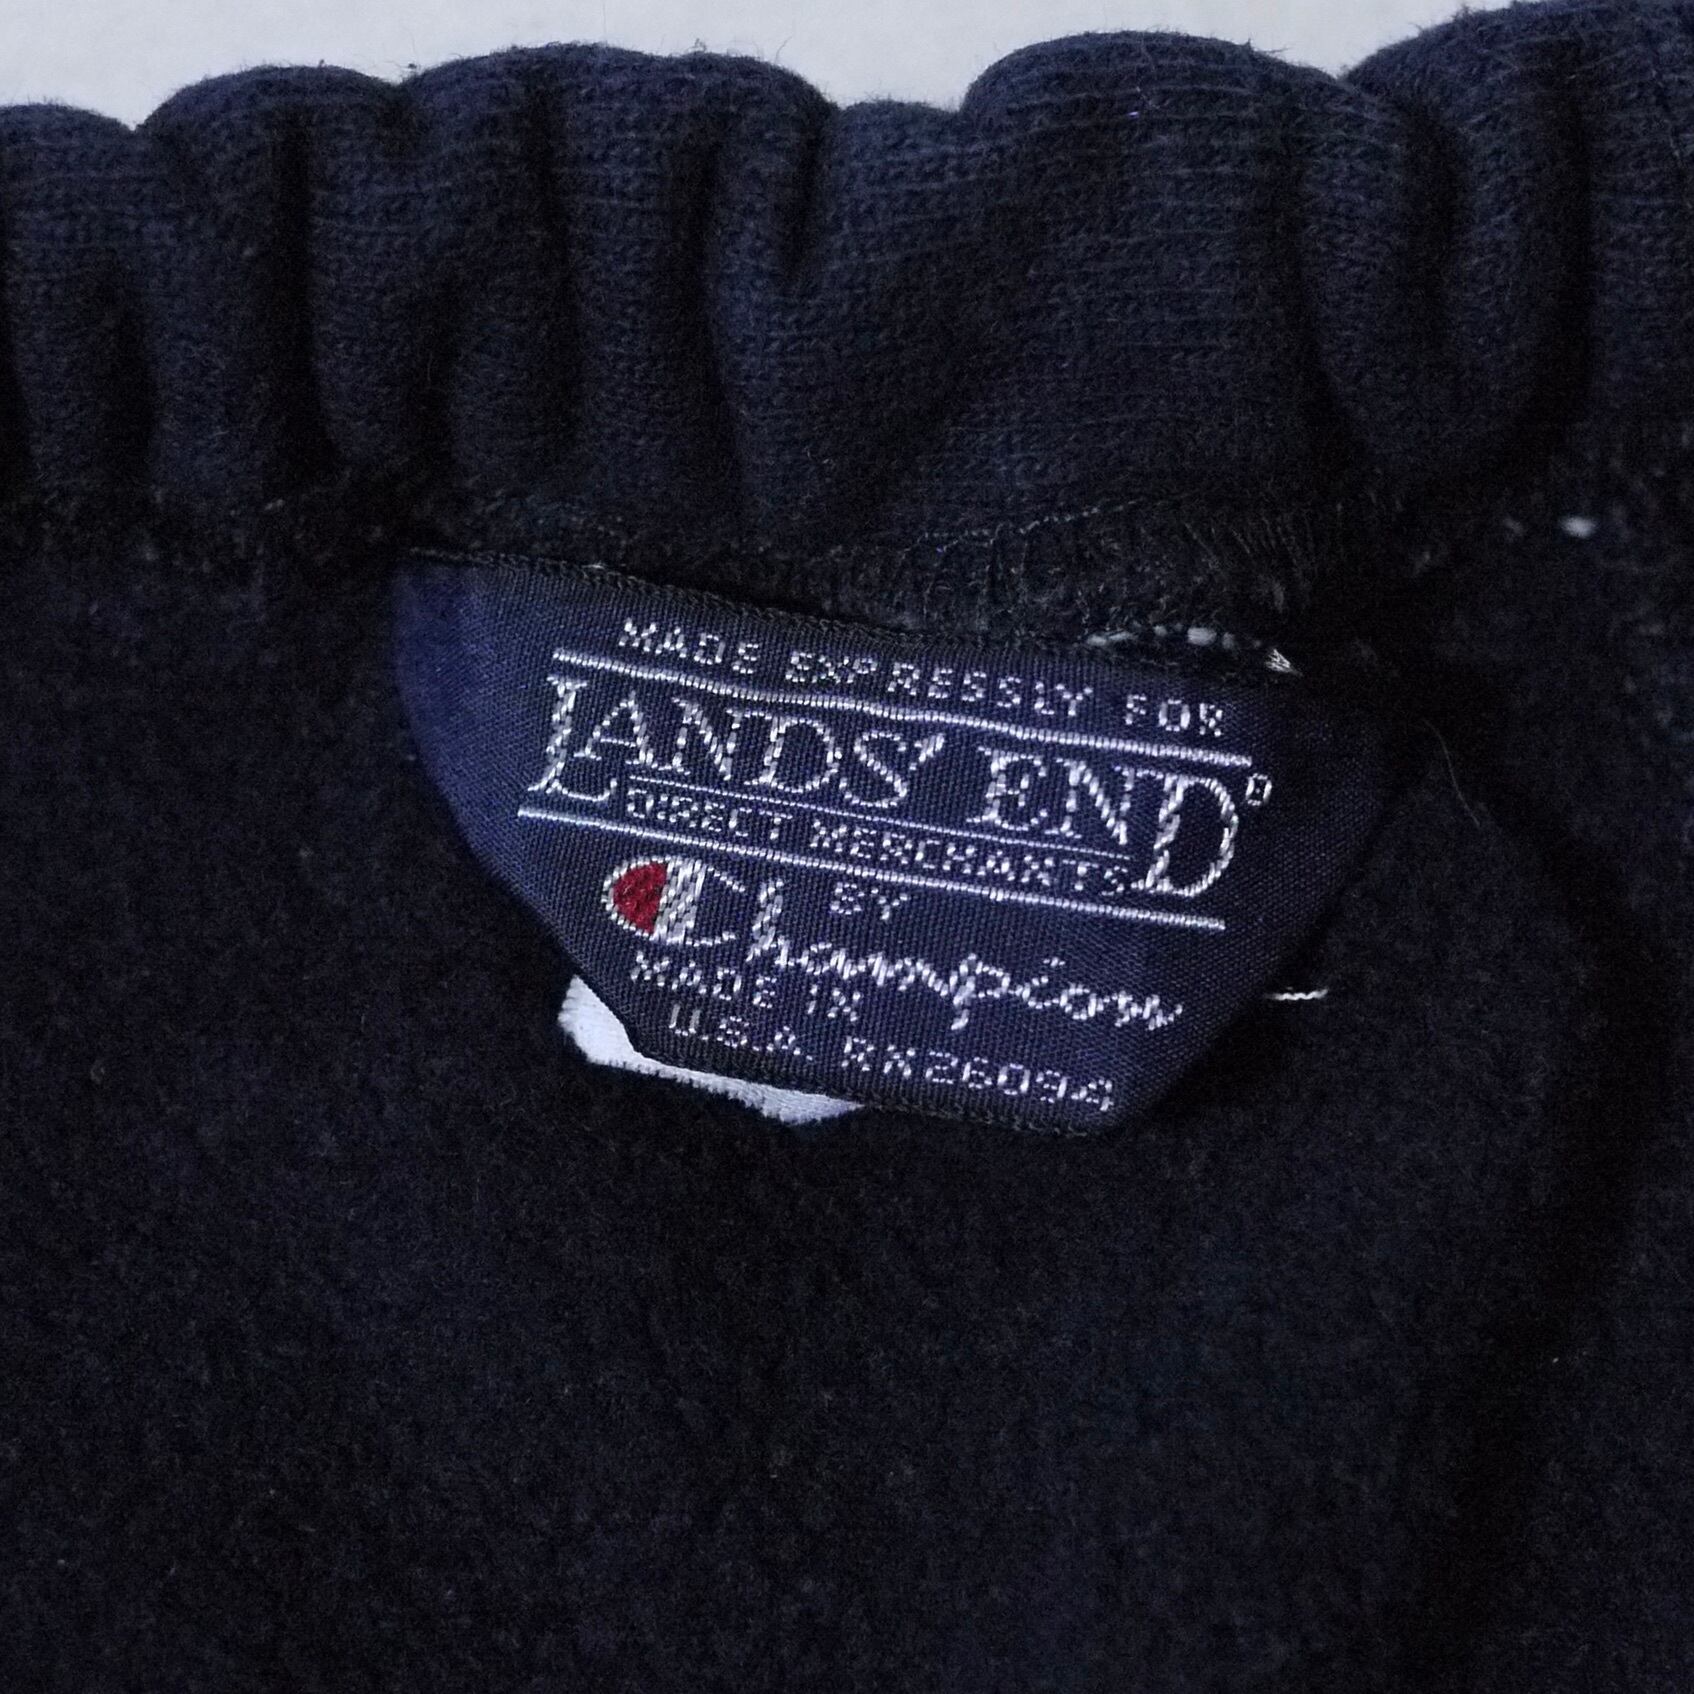 MADE EXPRESSLY FOR
LANDS' END®
DIRECT MERCHANTS
BY
Champion
MADE IN
U.S.A. RN26094